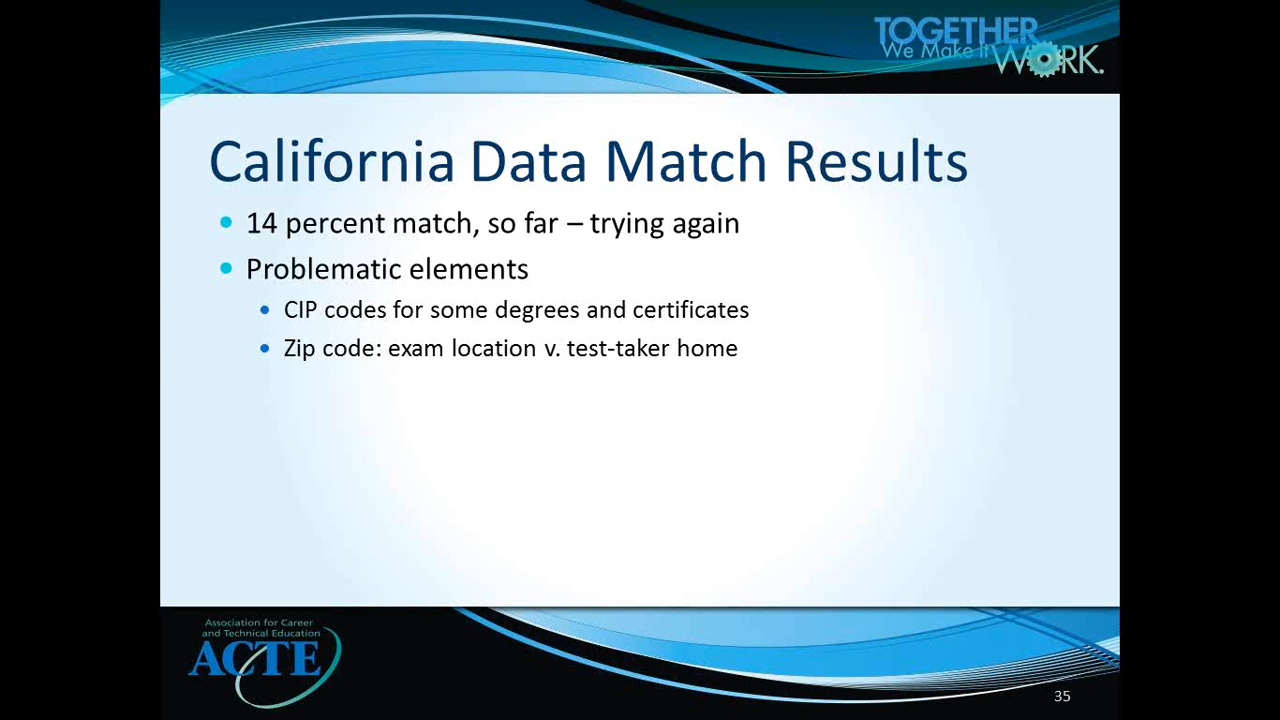 TOGETHER
We Make It
WORK.
California Data Match Results
• 14 percent match, so far – trying again
• Problematic elements
• CIP codes for some degrees and certificates
• Zip code: exam location v. test-taker home
Association for Career
and Technical Education
ACTE
35